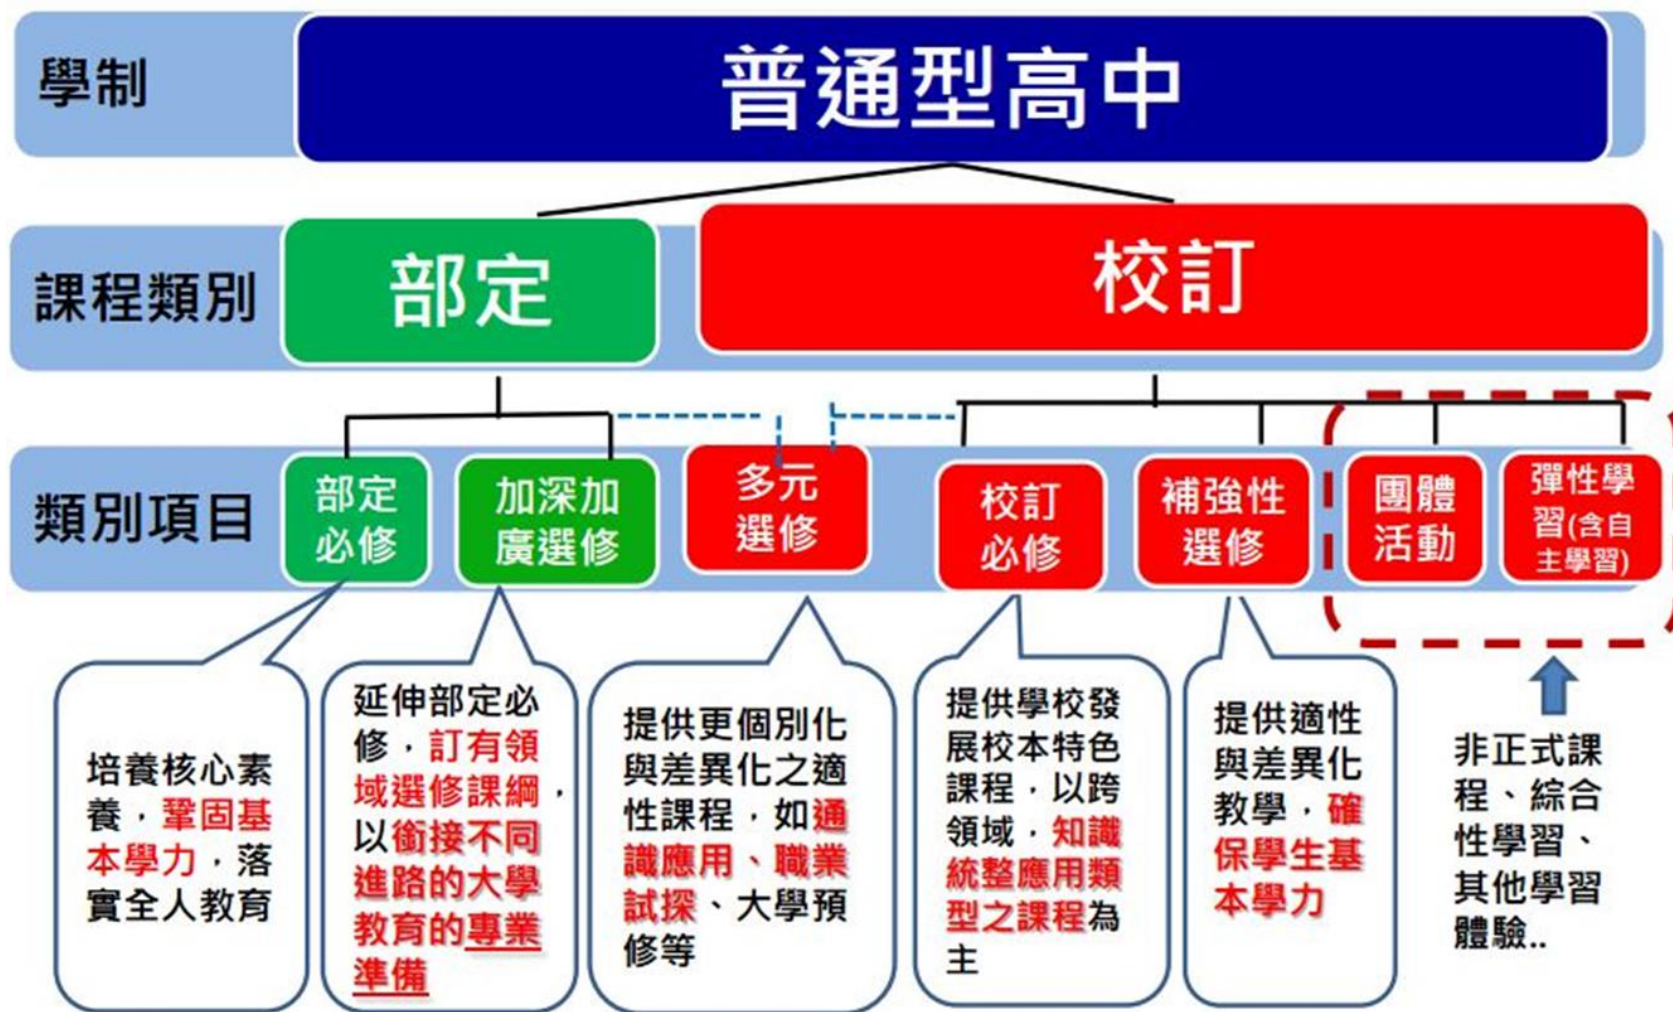 學制
普通型高中
課程類別
部定
校訂
類別項目
部定
必修
加深加
廣選修
多元
選修
校訂
必修
補強性
選修
團體
活動
彈性學
習(含自
主學習)
培養核心素
養，鞏固基
本學力，落
實全人教育
延伸部定必
修，訂有領
域選修課綱，
以銜接不同
進路的大學
教育的專業
準備
提供更個別化
與差異化之適
性課程，如通
識應用、職業
試探、大學預
修等
提供學校發
展校本特色
課程，以跨
領域，知識
統整應用類
型之課程為
主
提供適性
與差異化
教學，確
保學生基
本學力
非正式課
程、綜合
性學習、
其他學習
體驗..